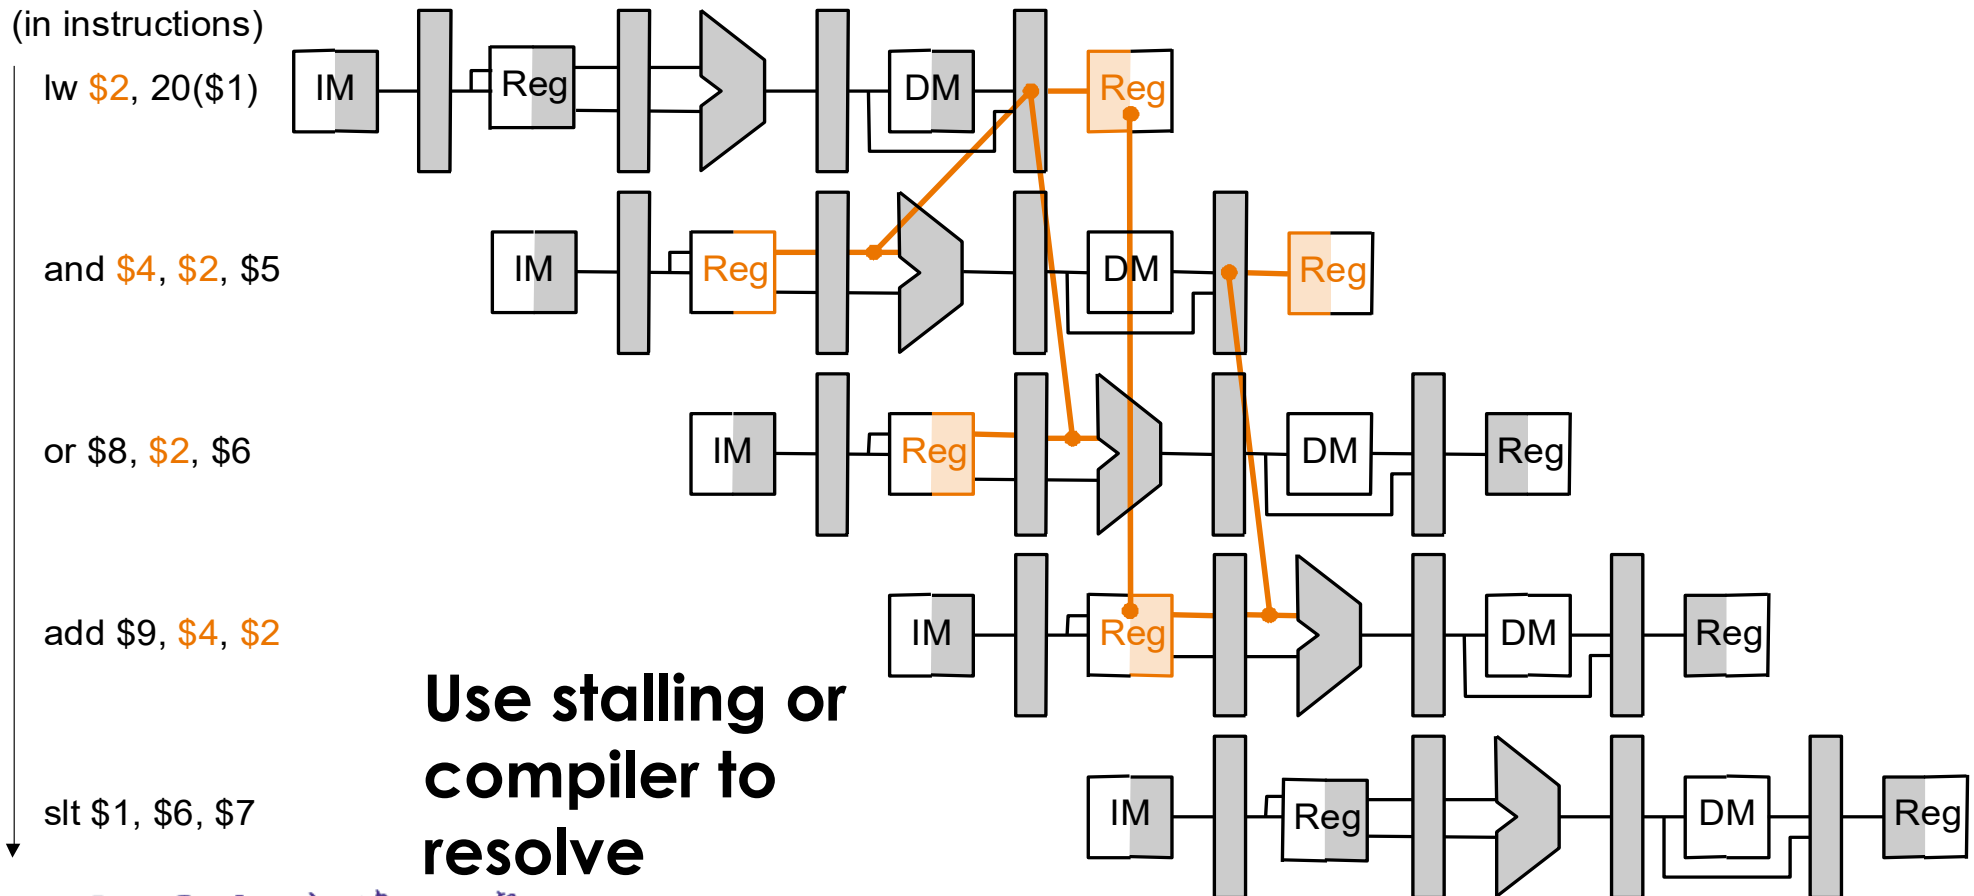 (in instructions)
lw $2, 20($1)
IM
Reg
DM
Reg
and $4, $2, $5
IM
Reg
DM
Reg
or $8, $2, $6
IM
Reg
DM
Reg
add $9, $4, $2
IM
Reg
DM
Reg
Use stalling or
compiler to
resolve
slt $1, $6, $7
IM
Reg
DM
Reg